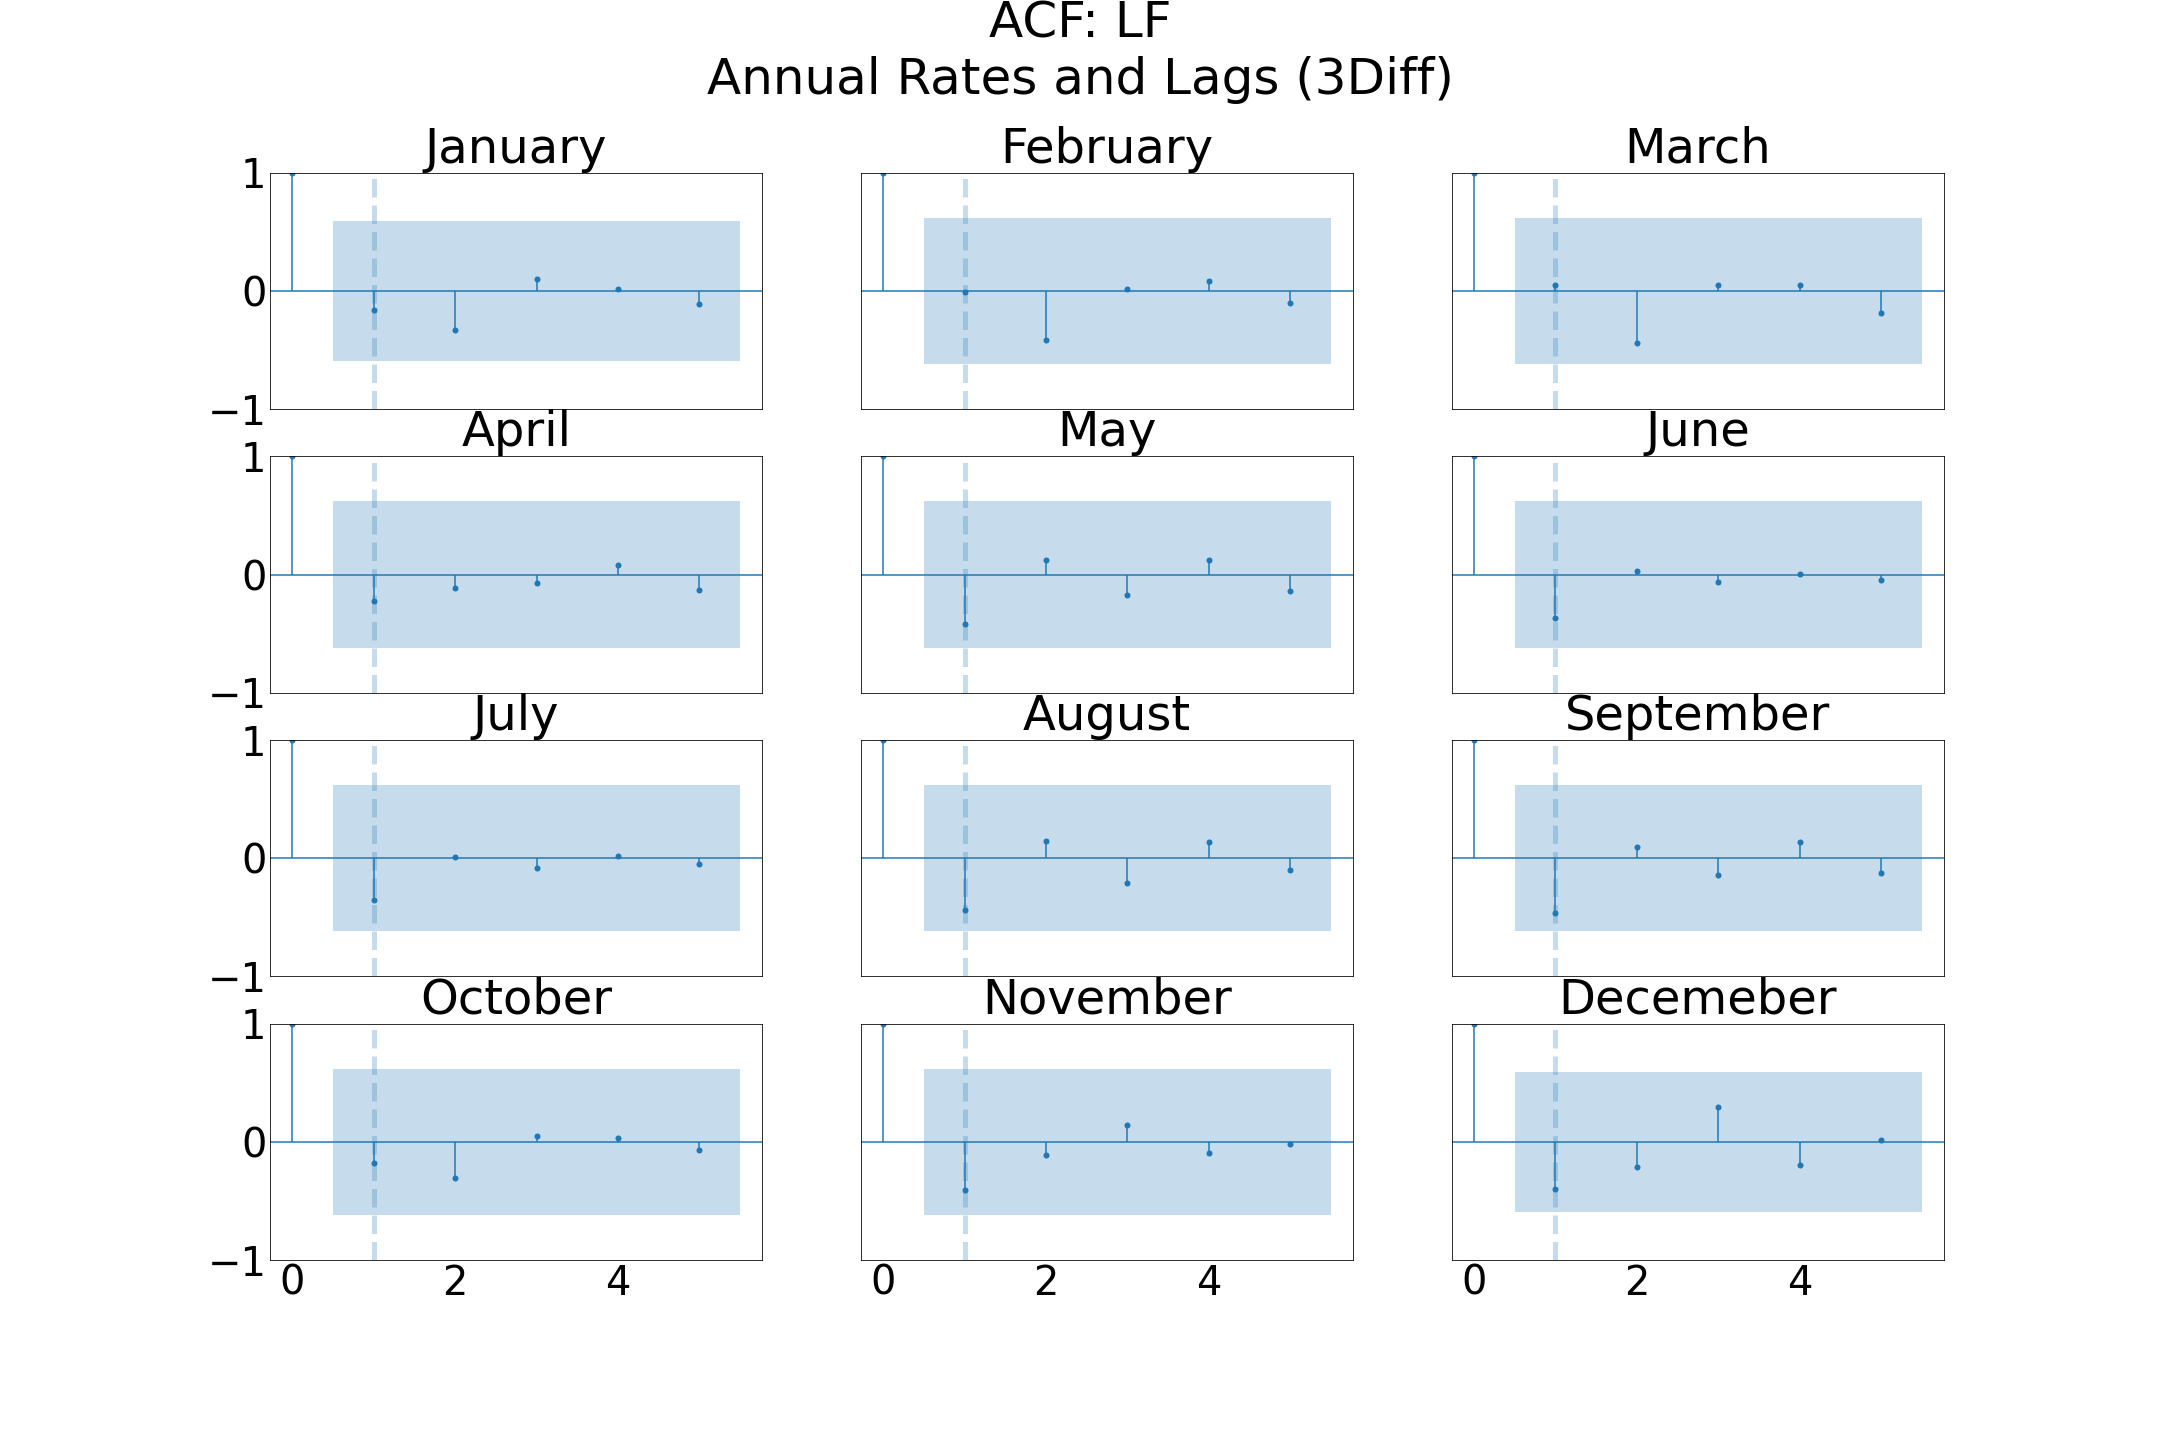 ACF: LF
Annual Rates and Lags (3Diff)
January February March
1
0
−1
April May June
1
0
−1
July August September
1
0
−1
October November Decemeber
1
0
−1
0 2 4 0 2 4 0 2 4